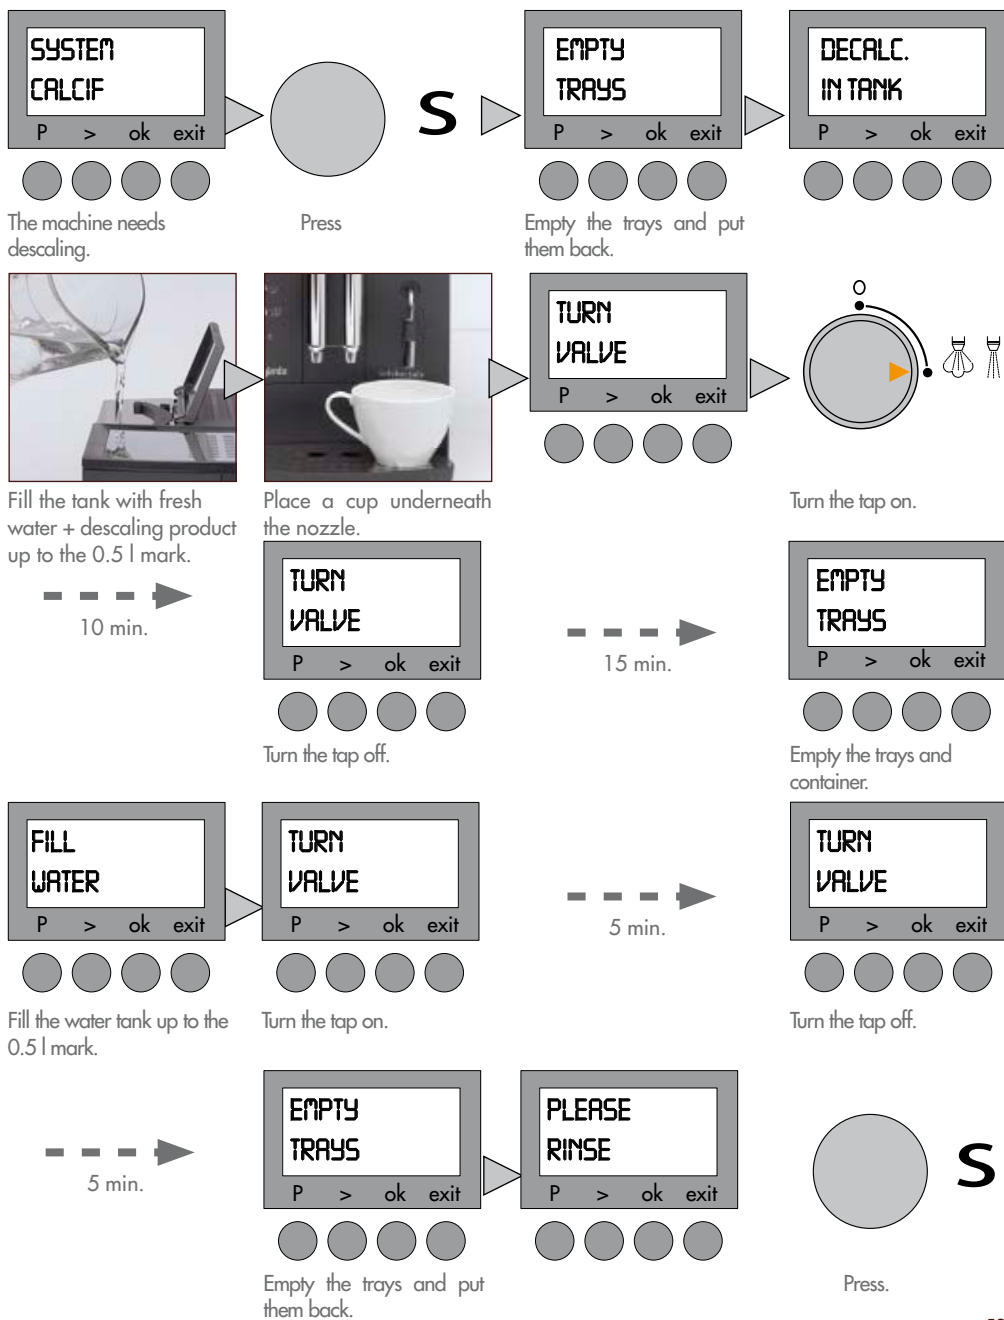 SYSTEM
CALCIF
P > ok exit
The machine needs
descaling.
Press
S
EMPTY
TRAYS
P > ok exit
Empty the trays and put
them back.
DECALC.
IN TANK
P > ok exit
Fill the tank with fresh
water + descaling product
up to the 0.5 l mark.
Place a cup underneath
the nozzle.
TURN
VALVE
P > ok exit
Turn the tap on.
10 min.
TURN
VALVE
P > ok exit
Turn the tap off.
15 min.
EMPTY
TRAYS
P > ok exit
Empty the trays and
container.
FILL
WATER
P > ok exit
Fill the water tank up to the
0.5 l mark.
TURN
VALVE
P > ok exit
Turn the tap on.
5 min.
TURN
VALVE
P > ok exit
Turn the tap off.
5 min.
EMPTY
TRAYS
P > ok exit
Empty the trays and put
them back.
PLEASE
RINSE
P > ok exit
S
Press.